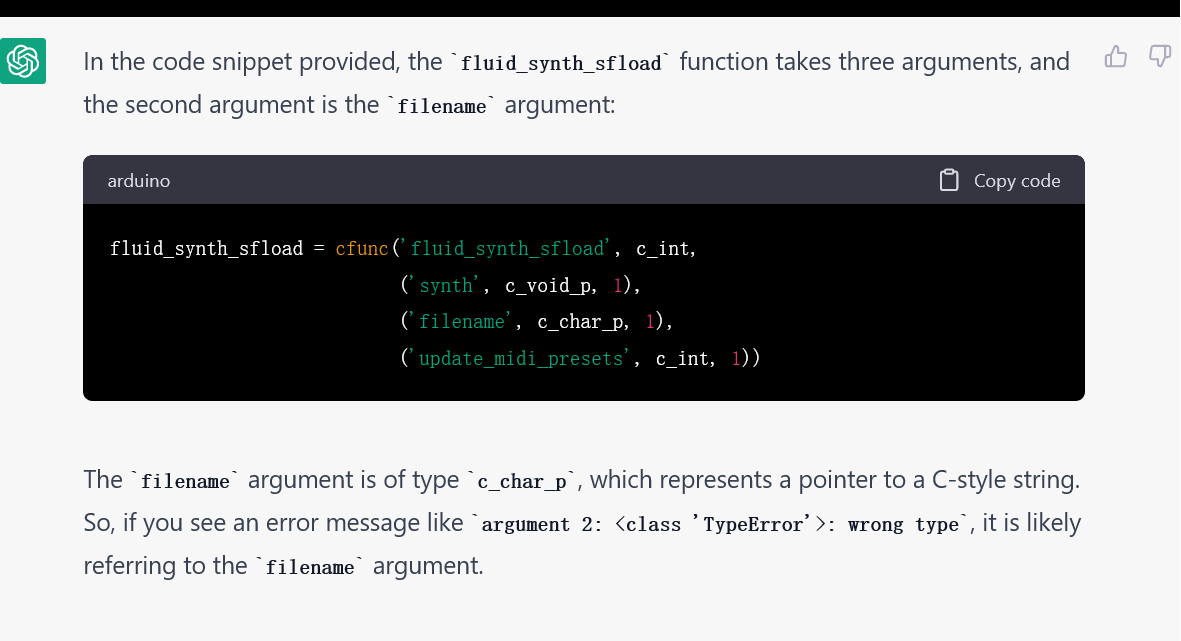 In the code snippet provided, the `fluid_synth_sfload` function takes three arguments, and
the second argument is the `filename` argument:
arduino
Copy code
fluid_synth_sfload = cfunc('fluid_synth_sfload', c_int,
('synth', c_void_p, 1),
('filename', c_char_p, 1),
('update_midi_presets', c_int, 1))
The `filename` argument is of type `c_char_p`, which represents a pointer to a C-style string.
So, if you see an error message like `argument 2: <class 'TypeError'>: wrong type`, it is likely
referring to the `filename` argument.